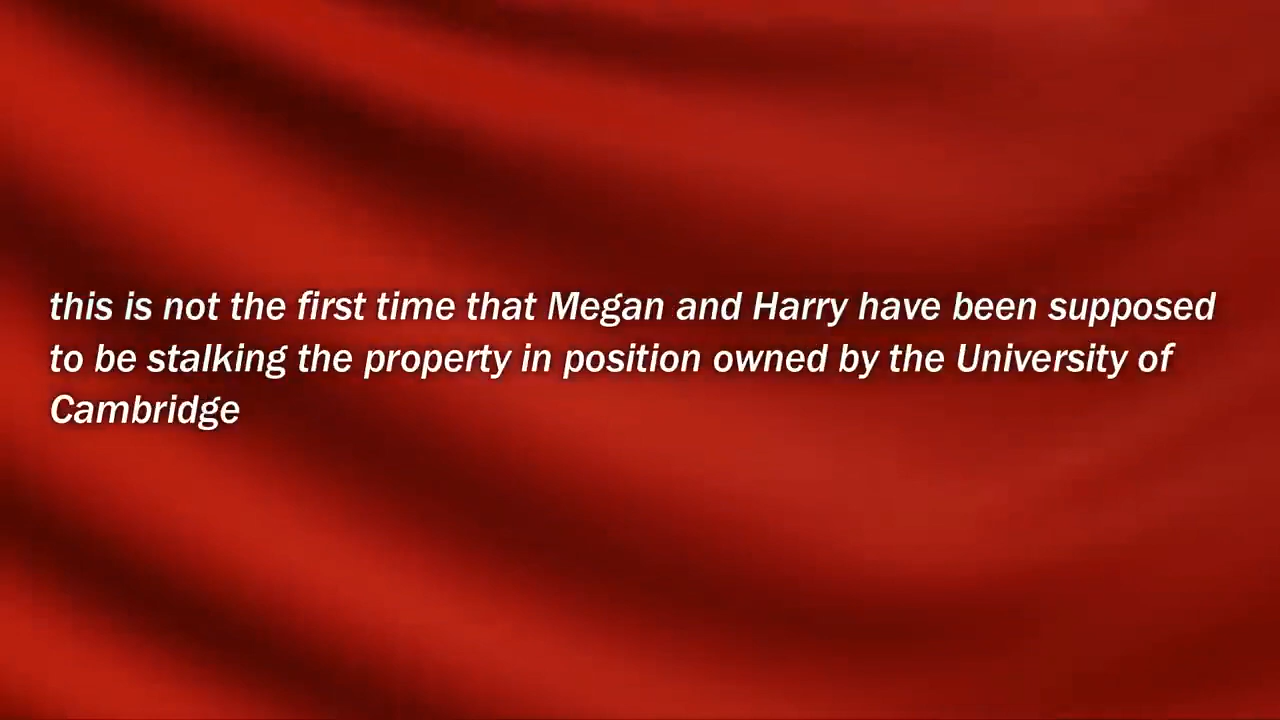 this is not the first time that Megan and Harry have been supposed
to be stalking the property in position owned by the University of
Cambridge